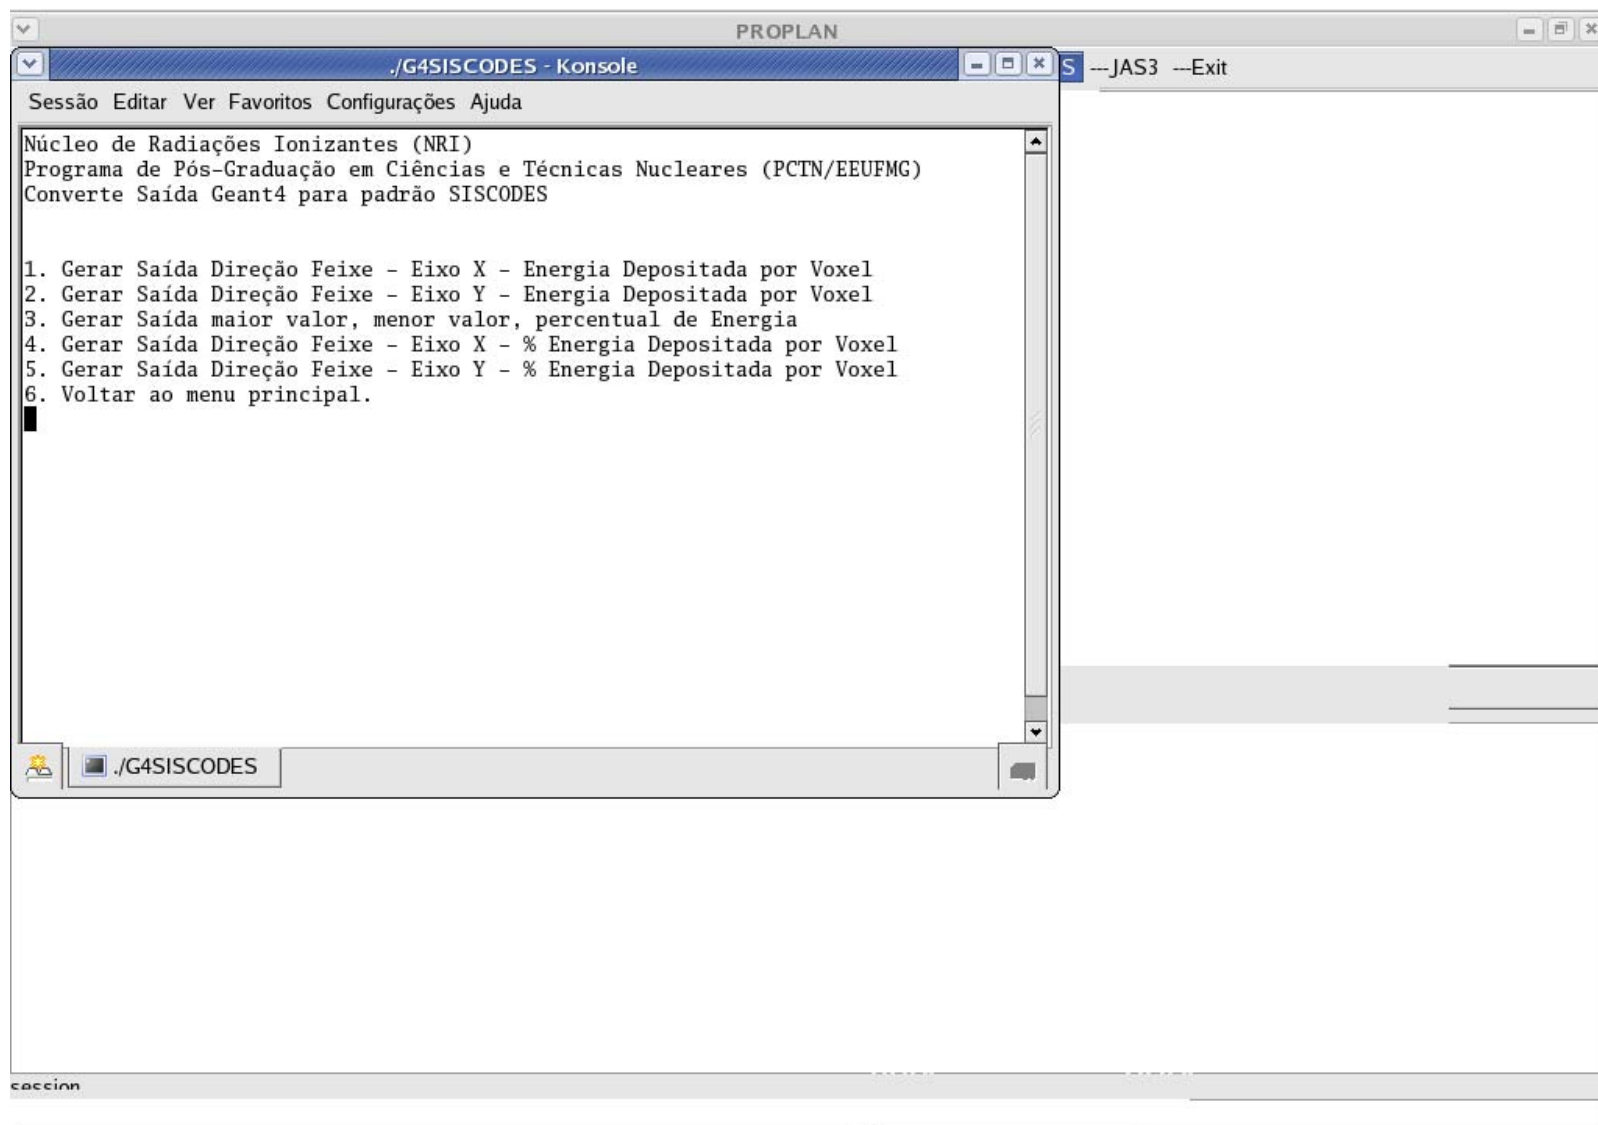 PROPLAN
./G4SISCODES - Konsole
S ---JAS3 ---Exit
Sessão Editar Ver Favoritos Configurações Ajuda
Núcleo de Radiações Ionizantes (NRI)
Programa de Pós-Graduação em Ciências e Técnicas Nucleares (PCTN/EEUFMG)
Converte Saída Geant4 para padrão SISCODES
1. Gerar Saída Direção Feixe - Eixo X - Energia Depositada por Voxel
2. Gerar Saída Direção Feixe - Eixo Y - Energia Depositada por Voxel
3. Gerar Saída maior valor, menor valor, percentual de Energia
4. Gerar Saída Direção Feixe - Eixo X - % Energia Depositada por Voxel
5. Gerar Saída Direção Feixe - Eixo Y - % Energia Depositada por Voxel
6. Voltar ao menu principal.
./G4SISCODES
session